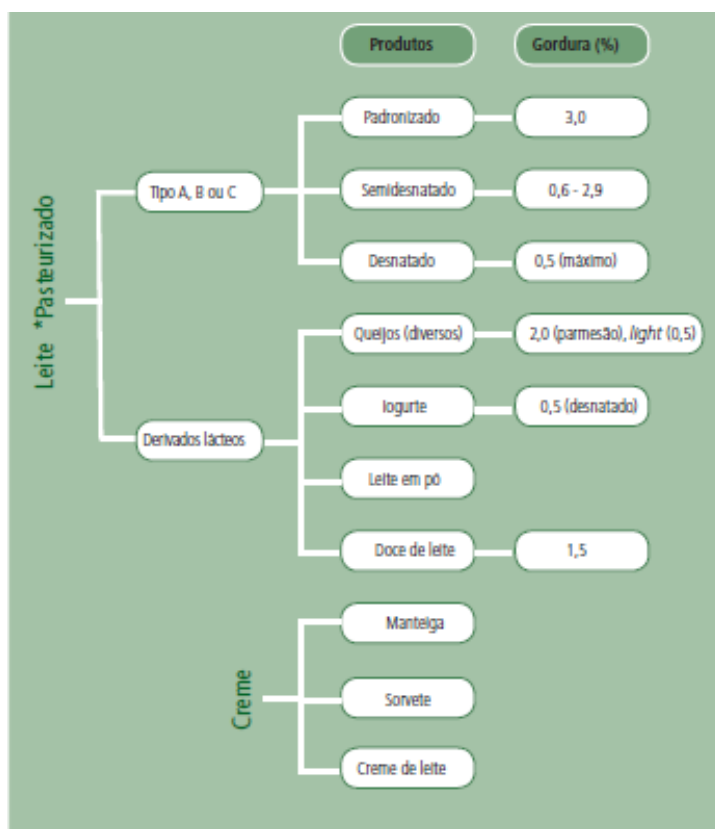 Produtos
Gordura (%)
Padronizado
3,0
Tipo A, B ou C
Semidesnatado
0,6 - 2,9
Desnatado
0,5 (máximo)
Leite *Pasteurizado
Queijos (diversos)
2,0 (parmesão), light (0,5)
Iogurte
0,5 (desnatado)
Derivados lácteos
Leite em pó
Doce de leite
1,5
Creme
Manteiga
Sorvete
Creme de leite